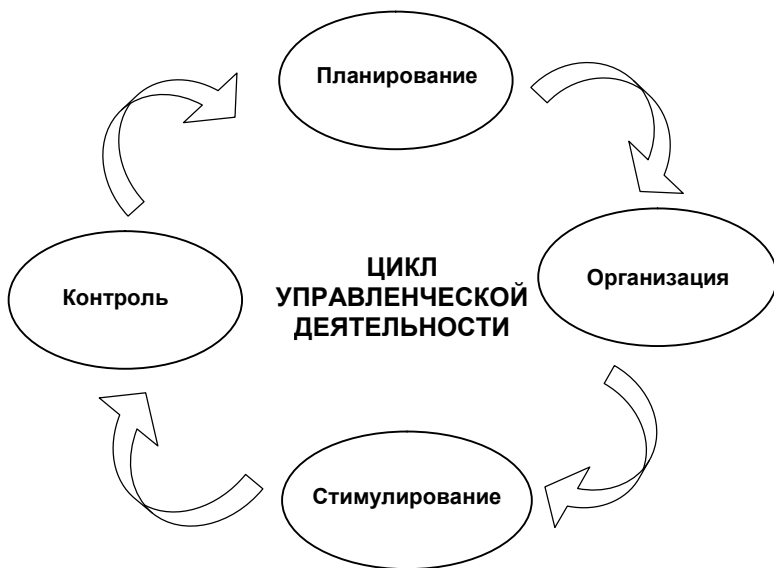 Планирование
Организация
ЦИКЛ
УПРАВЛЕНЧЕСКОЙ
ДЕЯТЕЛЬНОСТИ
Контроль
Стимулирование